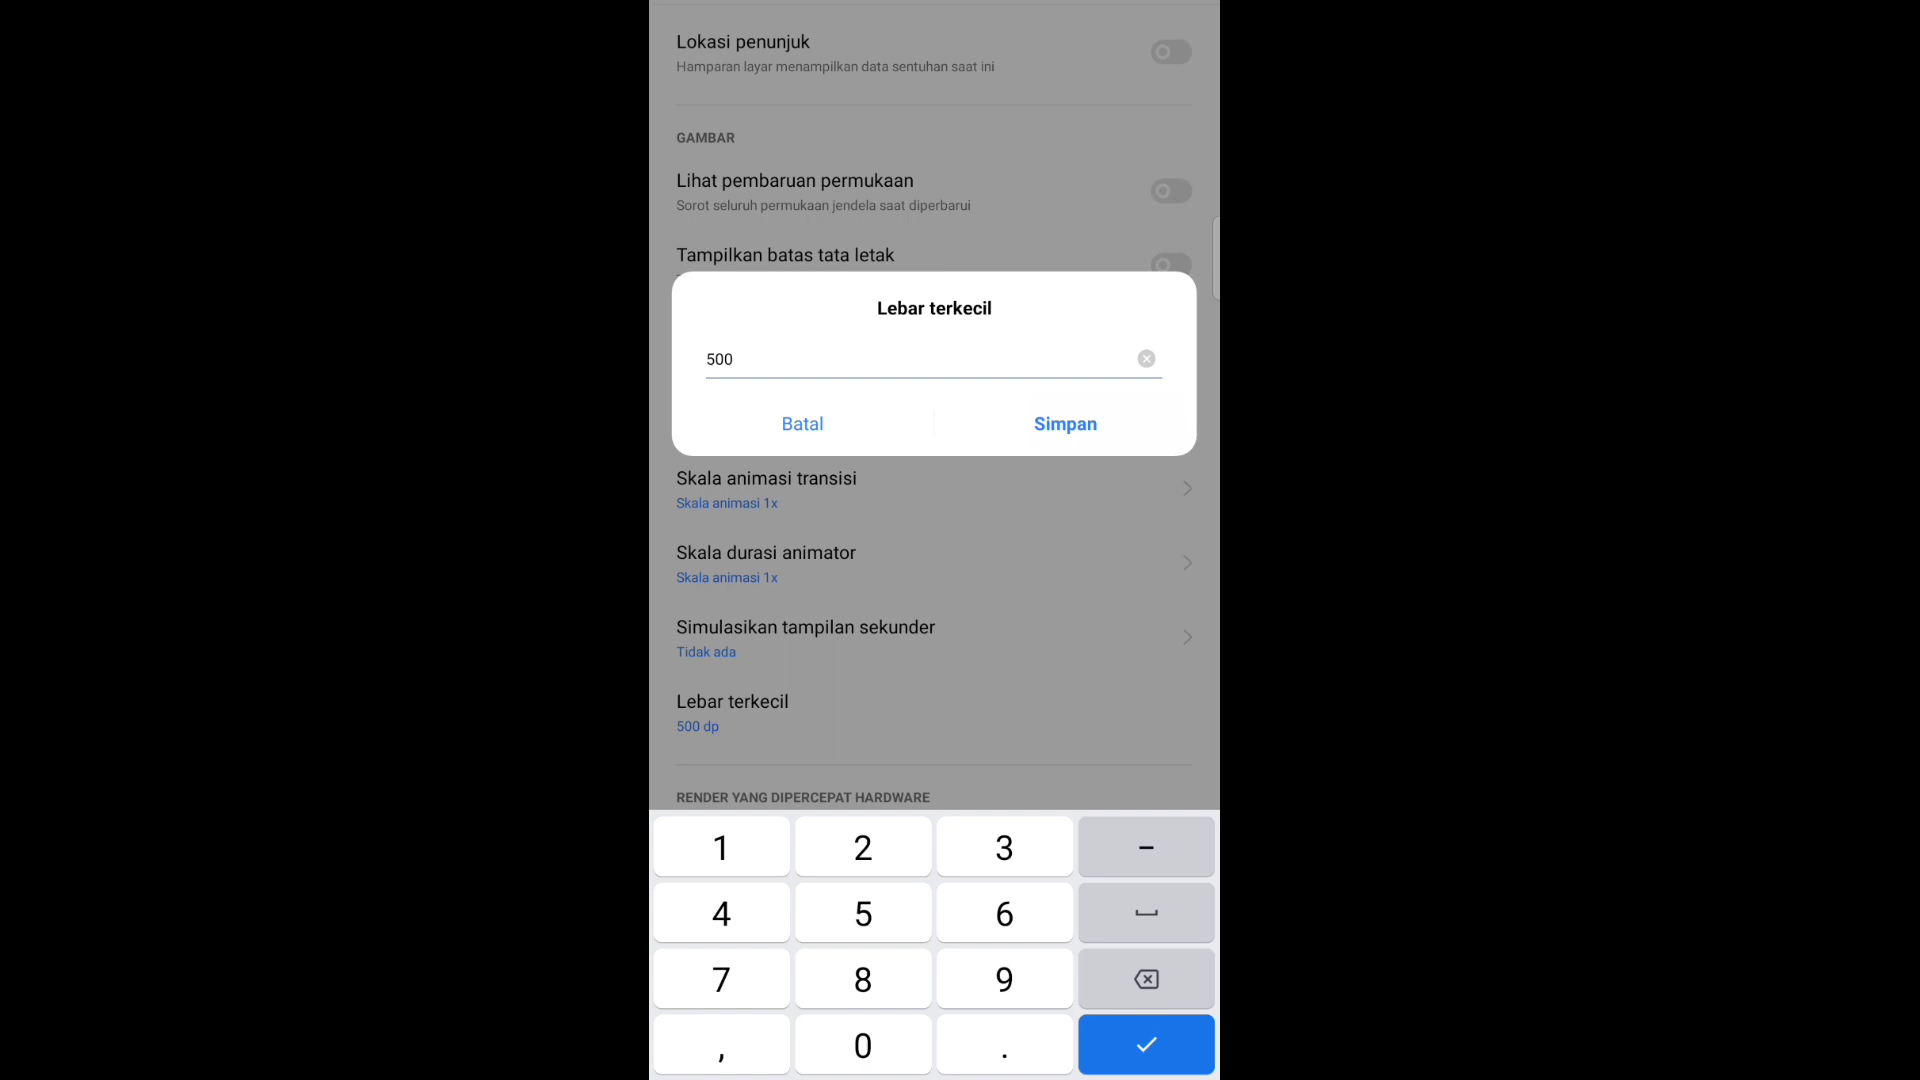 Lokasi penunjuk
Hamparan layar menampilkan data sentuhan saat ini
GAMBAR
Lihat pembaruan permukaan
Sorot seluruh permukaan jendela saat diperbarui
Tampilkan batas tata letak
Lebar terkecil
500
Batal
Simpan
Skala animasi transisi
Skala animasi 1x
Skala durasi animator
Skala animasi 1x
Simulasikan tampilan sekunder
Tidak ada
Lebar terkecil
500 dp
RENDER YANG DIPERCEPAT HARDWARE
1 2 3 -
4 5 6
7 8 9
, 0 .